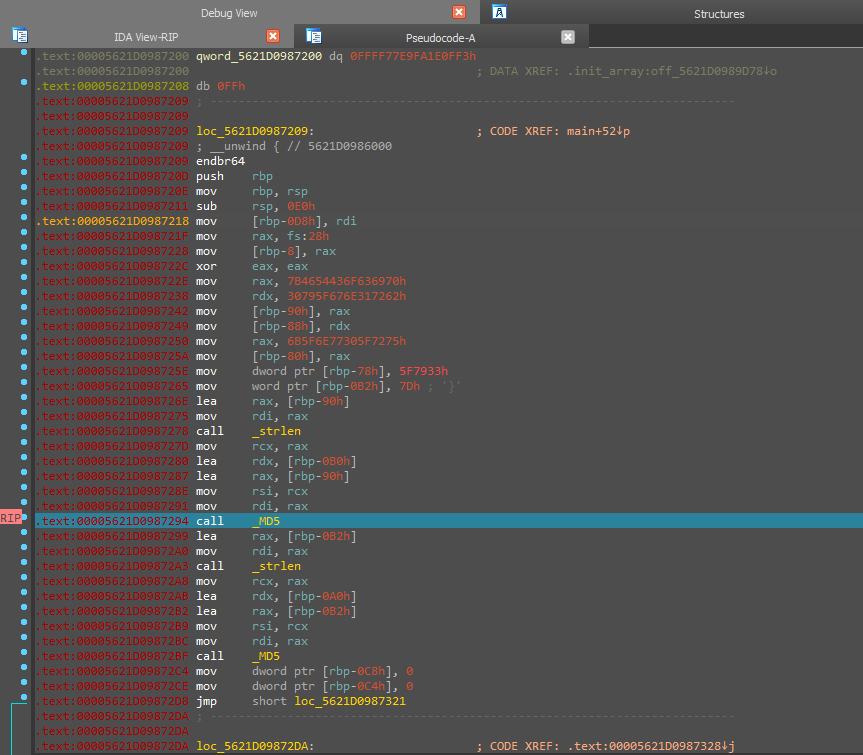 Debug View Structures
IDA View-RIP Pseudocode-A
.text:00005621D0987200 qword_5621D0987200 dq 0FFFF77E9FA1E0FF3h
.text:00005621D0987200 ; DATA XREF: .init_array:off_5621D0989D78↓o
.text:00005621D0987208 db 0FFh
.text:00005621D0987209 ; ---------------------------------------------------------------------------
.text:00005621D0987209
.text:00005621D0987209 loc_5621D0987209: ; CODE XREF: main+52↓p
.text:00005621D0987209 ; __unwind { // 5621D0986000
.text:00005621D0987209 endbr64
.text:00005621D098720D push rbp
.text:00005621D098720E mov rbp, rsp
.text:00005621D0987211 sub rsp, 0E0h
.text:00005621D0987218 mov [rbp-0D8h], rdi
.text:00005621D098721F mov rax, fs:28h
.text:00005621D0987228 mov [rbp-8], rax
.text:00005621D098722C xor eax, eax
.text:00005621D098722E mov rax, 7B4654436F636970h
.text:00005621D0987238 mov rdx, 30795F676E317262h
.text:00005621D0987242 mov [rbp-90h], rax
.text:00005621D0987249 mov [rbp-88h], rdx
.text:00005621D0987250 mov rax, 6B5F6E77305F7275h
.text:00005621D098725A mov [rbp-80h], rax
.text:00005621D098725E mov dword ptr [rbp-78h], 5F7933h
.text:00005621D0987265 mov word ptr [rbp-0B2h], 7Dh ; '}'
.text:00005621D098726E lea rax, [rbp-90h]
.text:00005621D0987275 mov rdi, rax
.text:00005621D0987278 call _strlen
.text:00005621D098727D mov rcx, rax
.text:00005621D0987280 lea rdx, [rbp-0B0h]
.text:00005621D0987287 lea rax, [rbp-90h]
.text:00005621D098728E mov rsi, rcx
.text:00005621D0987291 mov rdi, rax
RIP .text:00005621D0987294 call _MD5
.text:00005621D0987299 lea rax, [rbp-0B2h]
.text:00005621D09872A0 mov rdi, rax
.text:00005621D09872A3 call _strlen
.text:00005621D09872A8 mov rcx, rax
.text:00005621D09872AB lea rdx, [rbp-0A0h]
.text:00005621D09872B2 lea rax, [rbp-0B2h]
.text:00005621D09872B9 mov rsi, rcx
.text:00005621D09872BC mov rdi, rax
.text:00005621D09872BF call _MD5
.text:00005621D09872C4 mov dword ptr [rbp-0C8h], 0
.text:00005621D09872CE mov dword ptr [rbp-0C4h], 0
.text:00005621D09872D8 jmp short loc_5621D0987321
.text:00005621D09872DA ; ---------------------------------------------------------------------------
.text:00005621D09872DA
.text:00005621D09872DA loc_5621D09872DA: ; CODE XREF: .text:00005621D0987328↓j